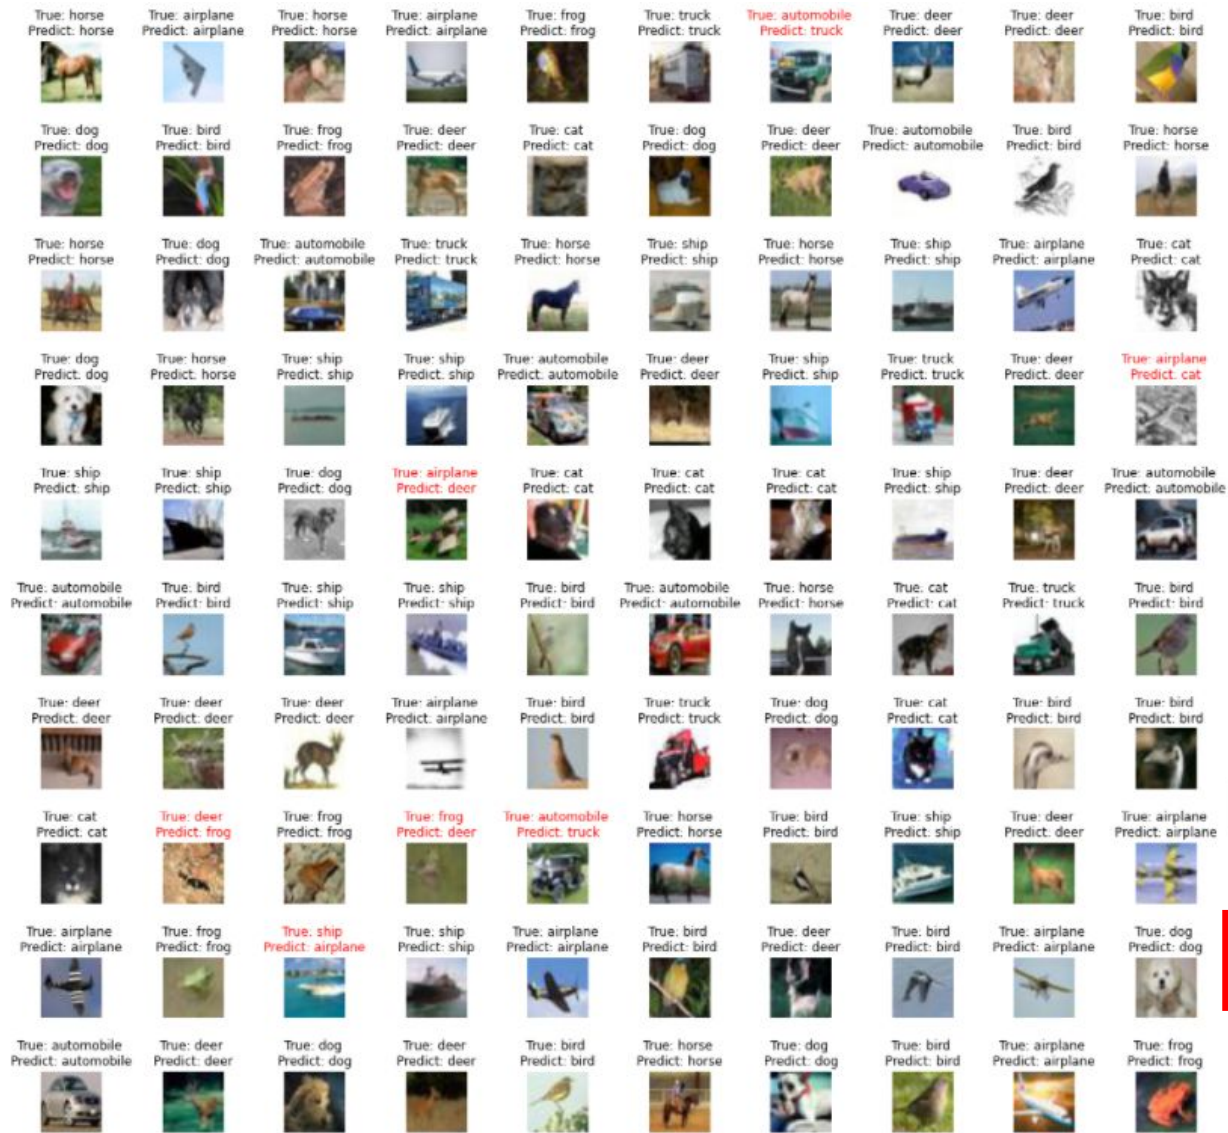 True: horse True: airplane True: horse True: airplane True: frog True: truck True: automobile True: deer True: deer True: bird
Predict: horse Predict: airplane Predict: horse Predict: airplane Predict: frog Predict: truck Predict: truck Predict: deer Predict: deer Predict: bird
True: dog True: bird True: frog True: deer True: cat True: dog True: deer True: automobile True: bird True: horse
Predict: dog Predict: bird Predict: frog Predict: deer Predict: cat Predict: dog Predict: deer Predict: automobile Predict: bird Predict: horse
True: horse True: dog True: automobile True: truck True: horse True: ship True: horse True: ship True: airplane True: cat
Predict: horse Predict: dog Predict: automobile Predict: truck Predict: horse Predict: ship Predict: horse Predict: ship Predict: airplane Predict: cat
True: dog True: horse True: ship True: ship True: automobile True: deer True: ship True: truck True: deer True: airplane
Predict: dog Predict: horse Predict: ship Predict: ship Predict: automobile Predict: deer Predict: ship Predict: truck Predict: deer Predict: cat
True: ship True: ship True: dog True: airplane True: cat True: cat True: cat True: ship True: deer True: automobile
Predict: ship Predict: ship Predict: dog Predict: deer Predict: cat Predict: cat Predict: cat Predict: ship Predict: deer Predict: automobile
True: automobile True: bird True: ship True: ship True: bird True: automobile True: horse True: cat True: truck True: bird
Predict: automobile Predict: bird Predict: ship Predict: ship Predict: bird Predict: automobile Predict: horse Predict: cat Predict: truck Predict: bird
True: deer True: deer True: deer True: airplane True: bird True: truck True: dog True: cat True: bird True: bird
Predict: deer Predict: deer Predict: deer Predict: airplane Predict: bird Predict: truck Predict: dog Predict: cat Predict: bird Predict: bird
True: cat True: deer True: frog True: frog True: automobile True: horse True: bird True: ship True: deer True: airplane
Predict: cat Predict: frog Predict: frog Predict: deer Predict: truck Predict: horse Predict: bird Predict: ship Predict: deer Predict: airplane
True: airplane True: frog True: ship True: ship True: airplane True: bird True: deer True: bird True: airplane True: dog
Predict: airplane Predict: frog Predict: airplane Predict: ship Predict: airplane Predict: bird Predict: deer Predict: bird Predict: airplane Predict: dog
True: automobile True: deer True: dog True: deer True: bird True: horse True: dog True: bird True: airplane True: frog
Predict: automobile Predict: deer Predict: dog Predict: deer Predict: bird Predict: horse Predict: dog Predict: bird Predict: airplane Predict: frog